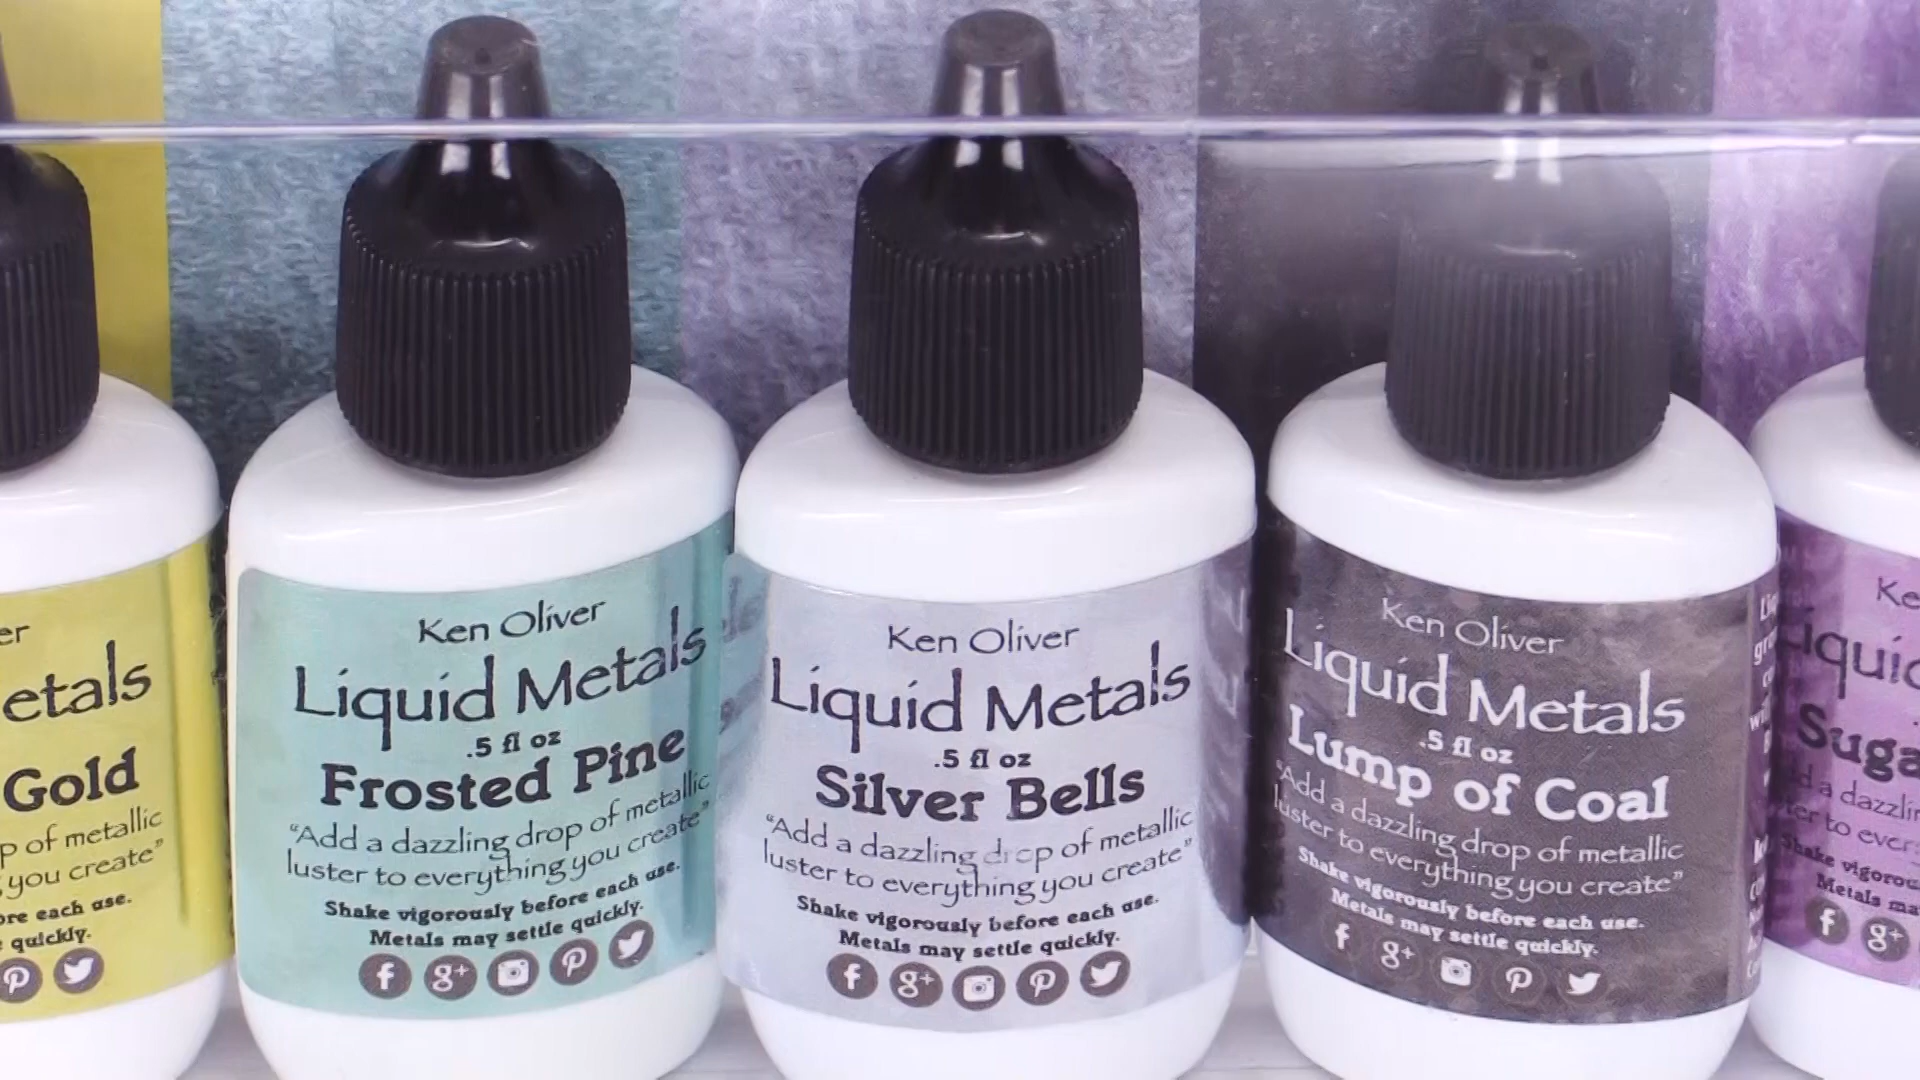 er
etals
Gold
p of metallic
you create”
ore each use.
quickly.
Ken Oliver
Liquid Metals
.5 fl oz
Frosted Pine
“Add a dazzling drop of metallic
luster to everything you create”
Shake vigorously before each use.
Metals may settle quickly.
f g+
Ken Oliver
Liquid Metals
.5 fl oz
Silver Bells
“Add a dazzling drop of metallic
luster to everything you create”
Shake vigorously before each use.
Metals may settle quickly.
f g+
Ken Oliver
Liquid Metals
.5 fl oz
Lump of Coal
“Add a dazzling drop of metallic
luster to everything you create”
Shake vigorously before each use.
Metals may settle quickly.
f g+
Ke
Liquid
Suga
d a dazzlin
ter to every
Shake vigorou
Metals ma
f g+